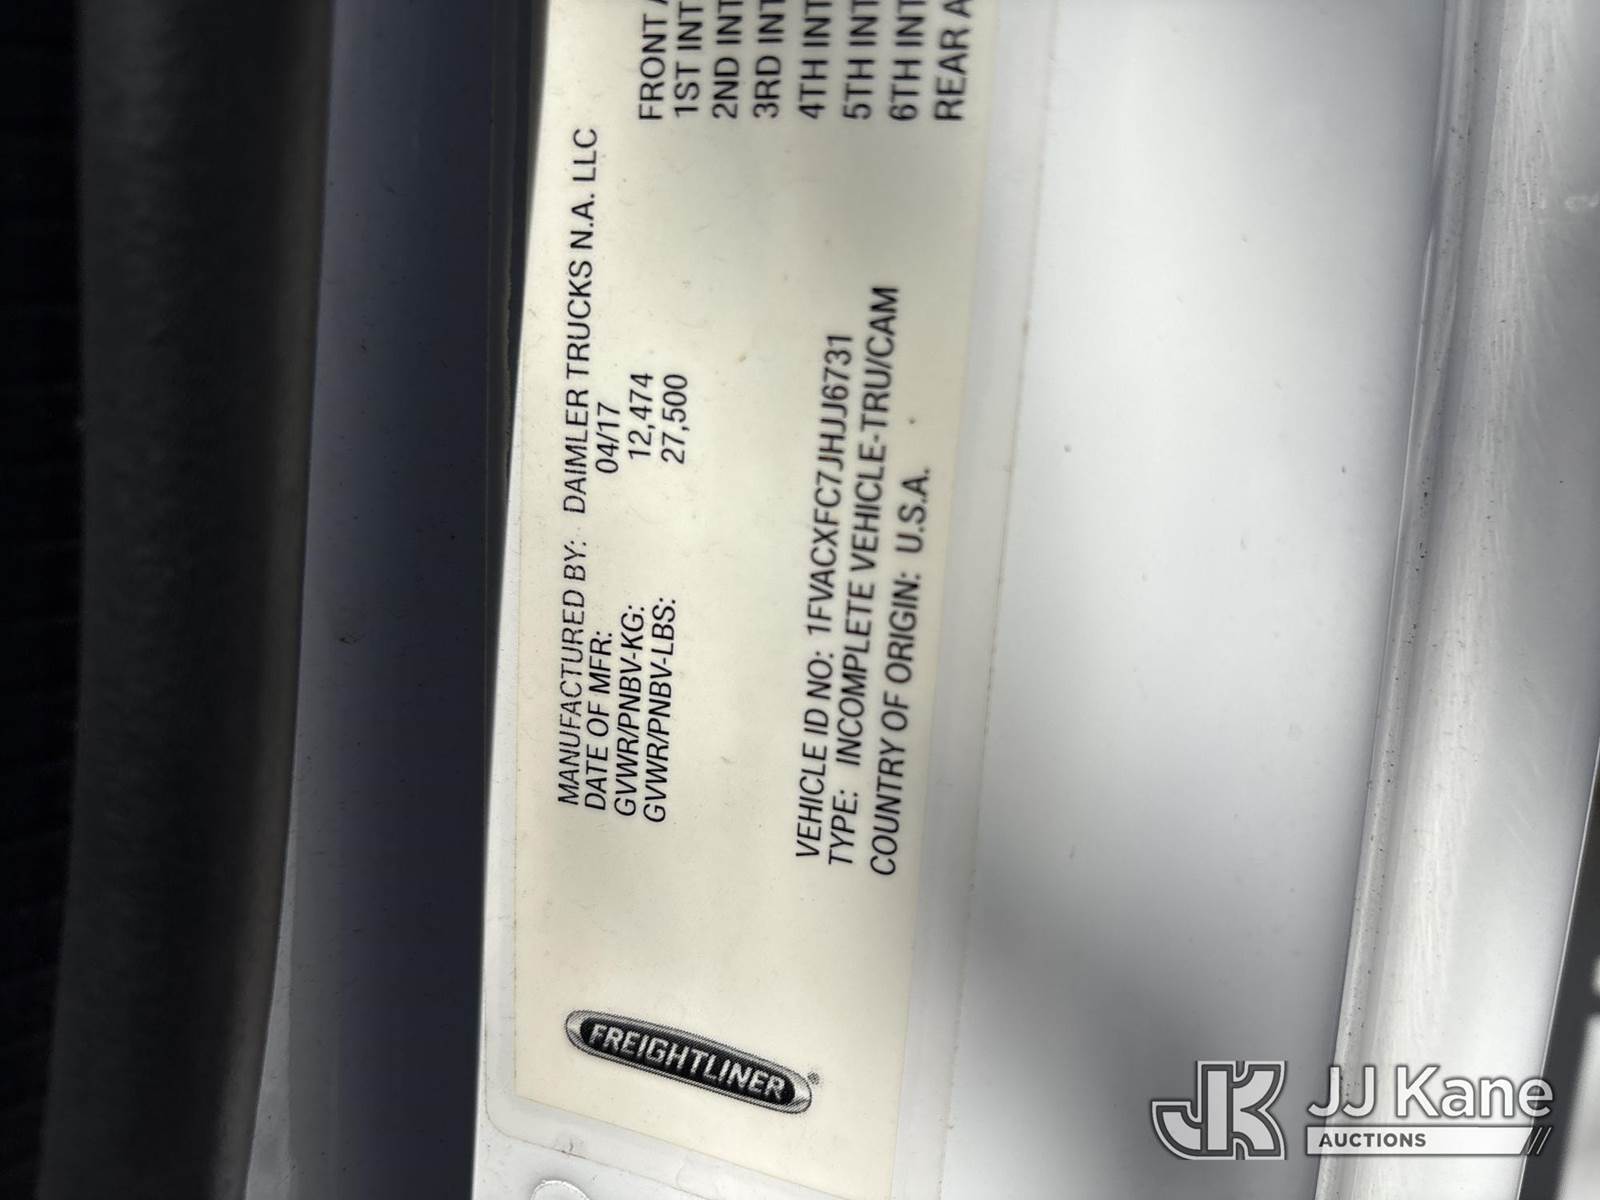 MANUFACTURED BY: DAIMLER TRUCKS N.A. LLC
DATE OF MFR: 04/17
GVWR/PNBV-KG: 12,474
GVWR/PNBV-LBS: 27,500
FRONT A
1ST INT
2ND INT
3RD INT
4TH INT
5TH INT
6TH INT
REAR A
VEHICLE ID NO: 1FVACXFC7JHJJ6731
TYPE: INCOMPLETE VEHICLE-TRU/CAM
COUNTRY OF ORIGIN: U.S.A.
FREIGHTLINER®
JK JJ Kane
AUCTIONS